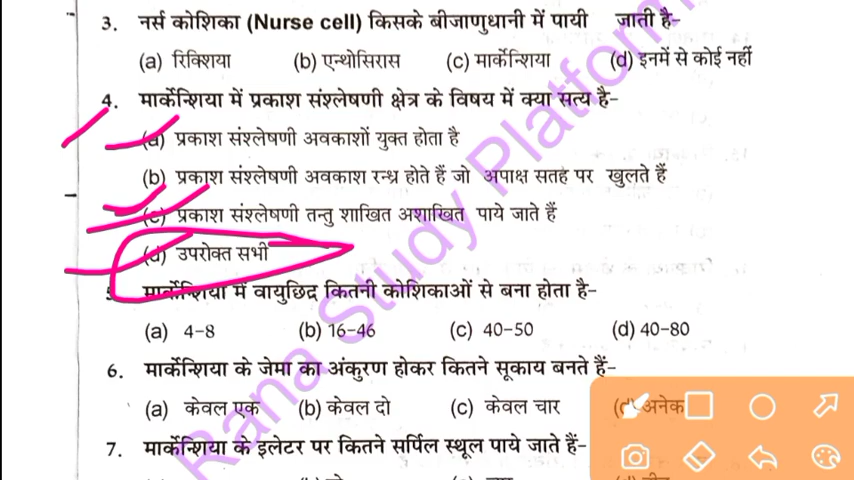 3. नर्स कोशिका (Nurse cell) किसके बीजाणुधानी में पायी जाती है-
(a) रिक्शिया (b) एन्थोसिरास (c) मार्केन्शिया (d) इनमें से कोई नहीं
4. मार्केन्शिया में प्रकाश संश्लेषणी क्षेत्र के विषय में क्या सत्य है-
(a) प्रकाश संश्लेषणी अवकाशों युक्त होता है
(b) प्रकाश संश्लेषणी अवकाश रन्ध्र होते हैं जो अपाक्ष सतह पर खुलते हैं
(c) प्रकाश संश्लेषणी तन्तु शाखित अशाखित पाये जाते हैं
(d) उपरोक्त सभी
5. मार्केन्शिया में वायुछिद्र कितनी कोशिकाओं से बना होता है-
(a) 4-8 (b) 16-46 (c) 40-50 (d) 40-80
6. मार्केन्शिया के जेमा का अंकुरण होकर कितने सूकाय बनते हैं-
(a) केवल एक (b) केवल दो (c) केवल चार (d) अनेक
7. मार्केन्शिया के इलेटर पर कितने सर्पिल स्थूल पाये जाते हैं-
Rana Study Platform